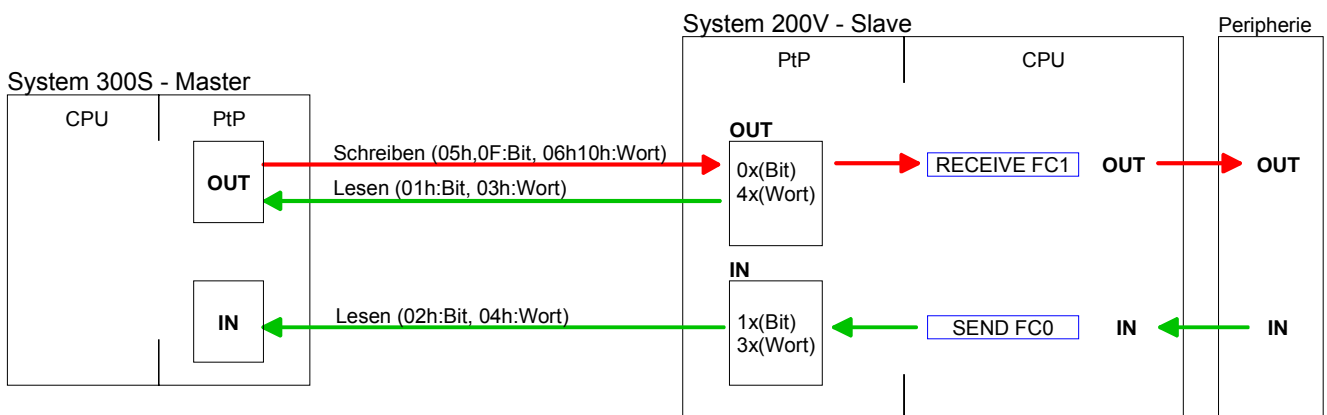 System 200V - Slave
Peripherie
PtP
CPU
System 300S - Master
CPU
PtP
OUT
Schreiben (05h,0F:Bit, 06h10h:Wort)
OUT
0x(Bit)
RECEIVE FC1
OUT
OUT
Lesen (01h:Bit, 03h:Wort)
4x(Wort)
IN
IN
Lesen (02h:Bit, 04h:Wort)
1x(Bit)
SEND FC0
IN
IN
3x(Wort)